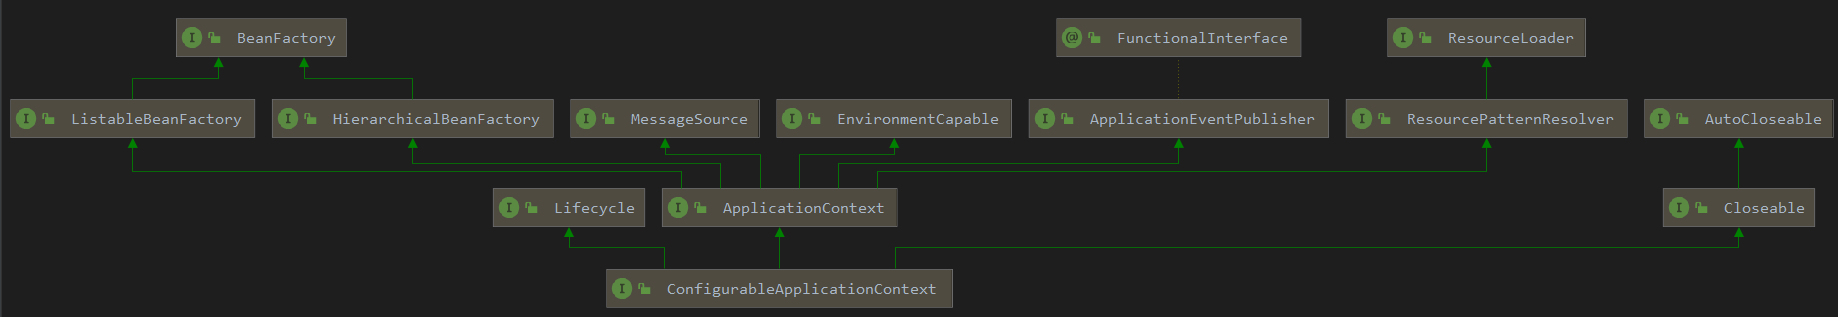 I BeanFactory
@ FunctionalInterface
I ResourceLoader
I ListableBeanFactory
I HierarchicalBeanFactory
I MessageSource
I EnvironmentCapable
I ApplicationEventPublisher
I ResourcePatternResolver
I AutoCloseable
I Lifecycle
I ApplicationContext
I Closeable
I ConfigurableApplicationContext